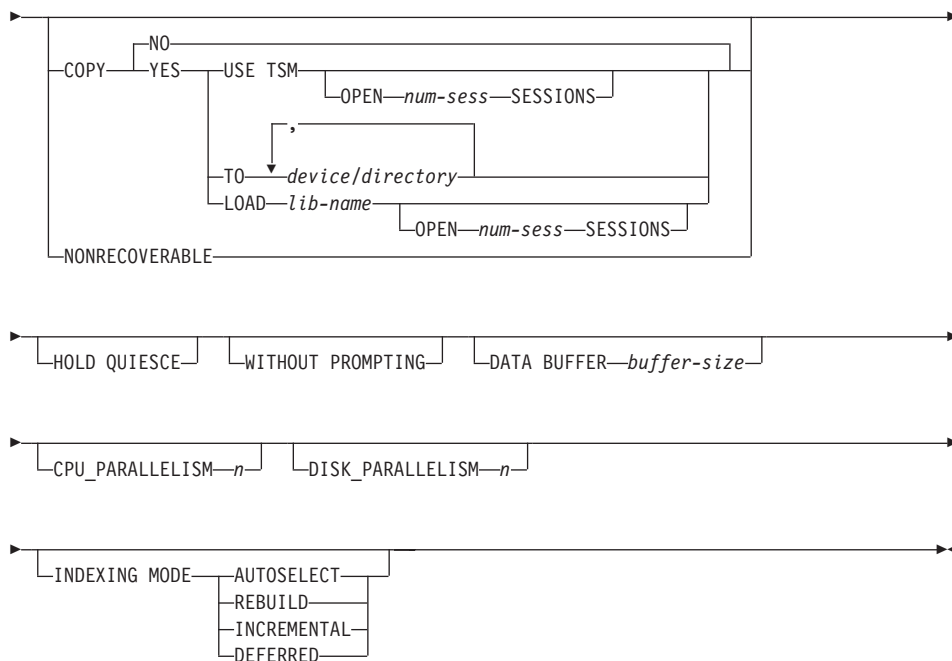 NO
COPY YES USE TSM
OPEN num-sess SESSIONS
,
TO device/directory
LOAD lib-name
OPEN num-sess SESSIONS
NONRECOVERABLE
HOLD QUIESCE WITHOUT PROMPTING DATA BUFFER buffer-size
CPU_PARALLELISM n DISK_PARALLELISM n
INDEXING MODE AUTOSELECT
REBUILD
INCREMENTAL
DEFERRED